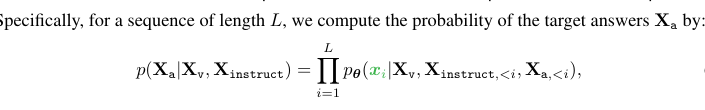 Specifically, for a sequence of length L, we compute the probability of the target answers X_a by:
p(X_a|X_v, X_instruct) = ∏_{i=1}^{L} p_θ(x_i|X_v, X_instruct,<i, X_a,<i),